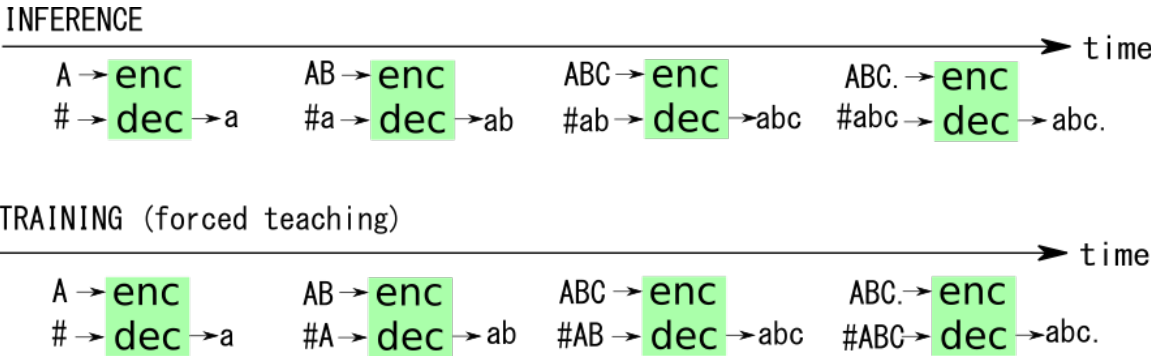 INFERENCE
time
A enc AB enc ABC enc ABC. enc
# dec a #a dec ab #ab dec abc #abc dec abc.
TRAINING (forced teaching)
time
A enc AB enc ABC enc ABC. enc
# dec a #A dec ab #AB dec abc #ABC dec abc.